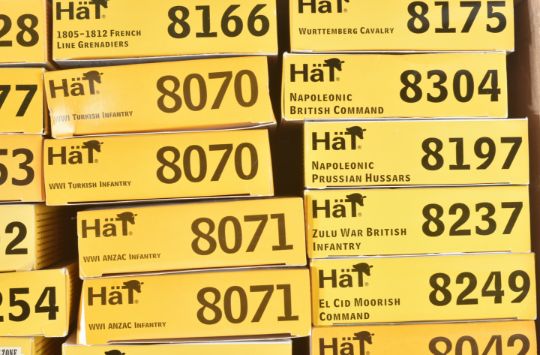 28
77
53
2
254
ZONE
HäT
8166
1805-1812 French
Line Grenadiers
HäT
8070
WWI Turkish Infantry
HäT
8070
WWI Turkish Infantry
HäT
8071
WWI ANZAC Infantry
HäT
8071
WWI ANZAC Infantry
HäT
8175
Wurttemberg Cavalry
HäT
8304
Napoleonic
British Command
HäT
8197
Napoleonic
Prussian Hussars
HäT
8237
Zulu War British
Infantry
HäT
8249
El Cid Moorish
Command
HäT
8042